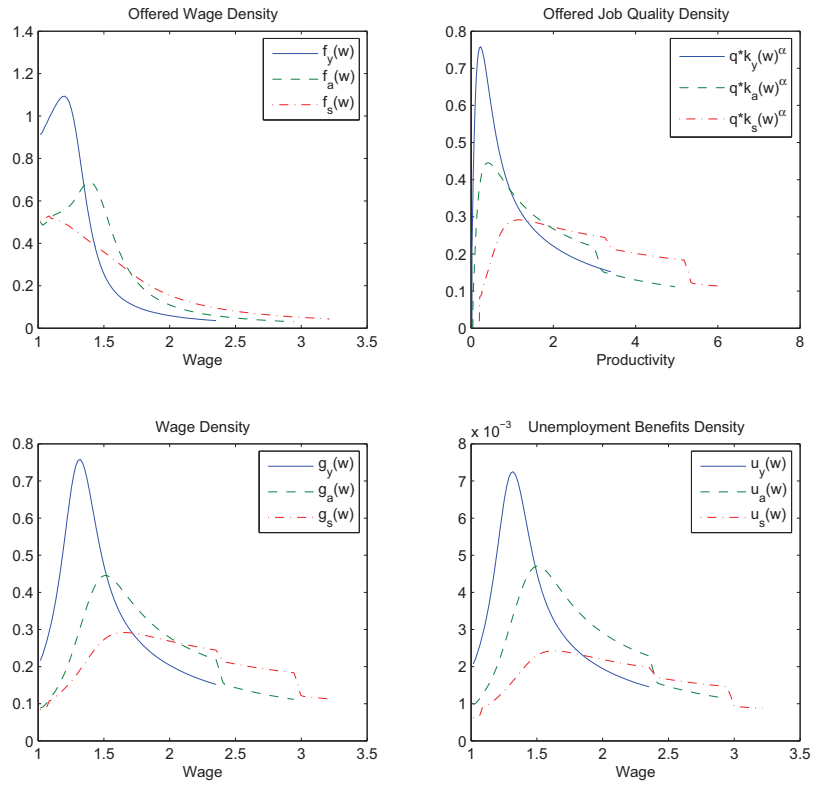 Offered Wage Density
1.4
1.2
1
0.8
0.6
0.4
0.2
0
1
1.5
2
2.5
3
3.5
Wage
f_y(w)
f_a(w)
f_s(w)
Offered Job Quality Density
0.8
0.7
0.6
0.5
0.4
0.3
0.2
0.1
0
0
2
4
6
8
Productivity
q*k_y(w)^α
q*k_a(w)^α
q*k_s(w)^α
Wage Density
0.8
0.7
0.6
0.5
0.4
0.3
0.2
0.1
0
1
1.5
2
2.5
3
3.5
Wage
g_y(w)
g_a(w)
g_s(w)
x 10^−3
Unemployment Benefits Density
8
7
6
5
4
3
2
1
0
1
1.5
2
2.5
3
3.5
Wage
u_y(w)
u_a(w)
u_s(w)